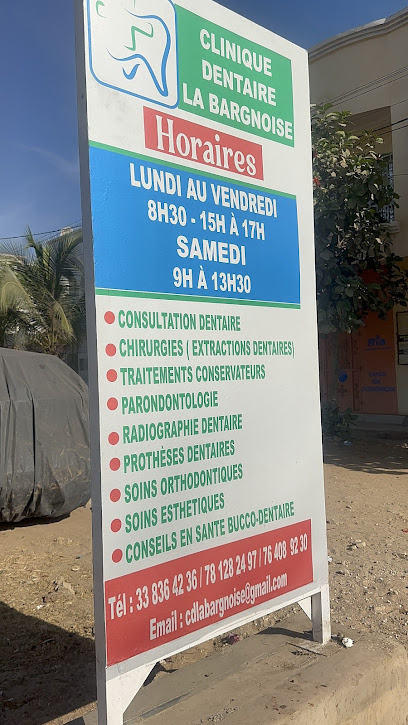 CLINIQUE
DENTAIRE
LA BARGNOISE
Horaires
LUNDI AU VENDREDI
8H30 - 15H À 17H
SAMEDI
9H À 13H30
CONSULTATION DENTAIRE
CHIRURGIES ( EXTRACTIONS DENTAIRES)
TRAITEMENTS CONSERVATEURS
PARONDONTOLOGIE
RADIOGRAPHIE DENTAIRE
PROTHÈSES DENTAIRES
SOINS ORTHODONTIQUES
SOINS ESTHETIQUES
CONSEILS EN SANTE BUCCO-DENTAIRE
Tél : 33 836 42 36 / 78 128 24 97 / 76 408 92 30
Email : cdlabargnoise@gmail.com